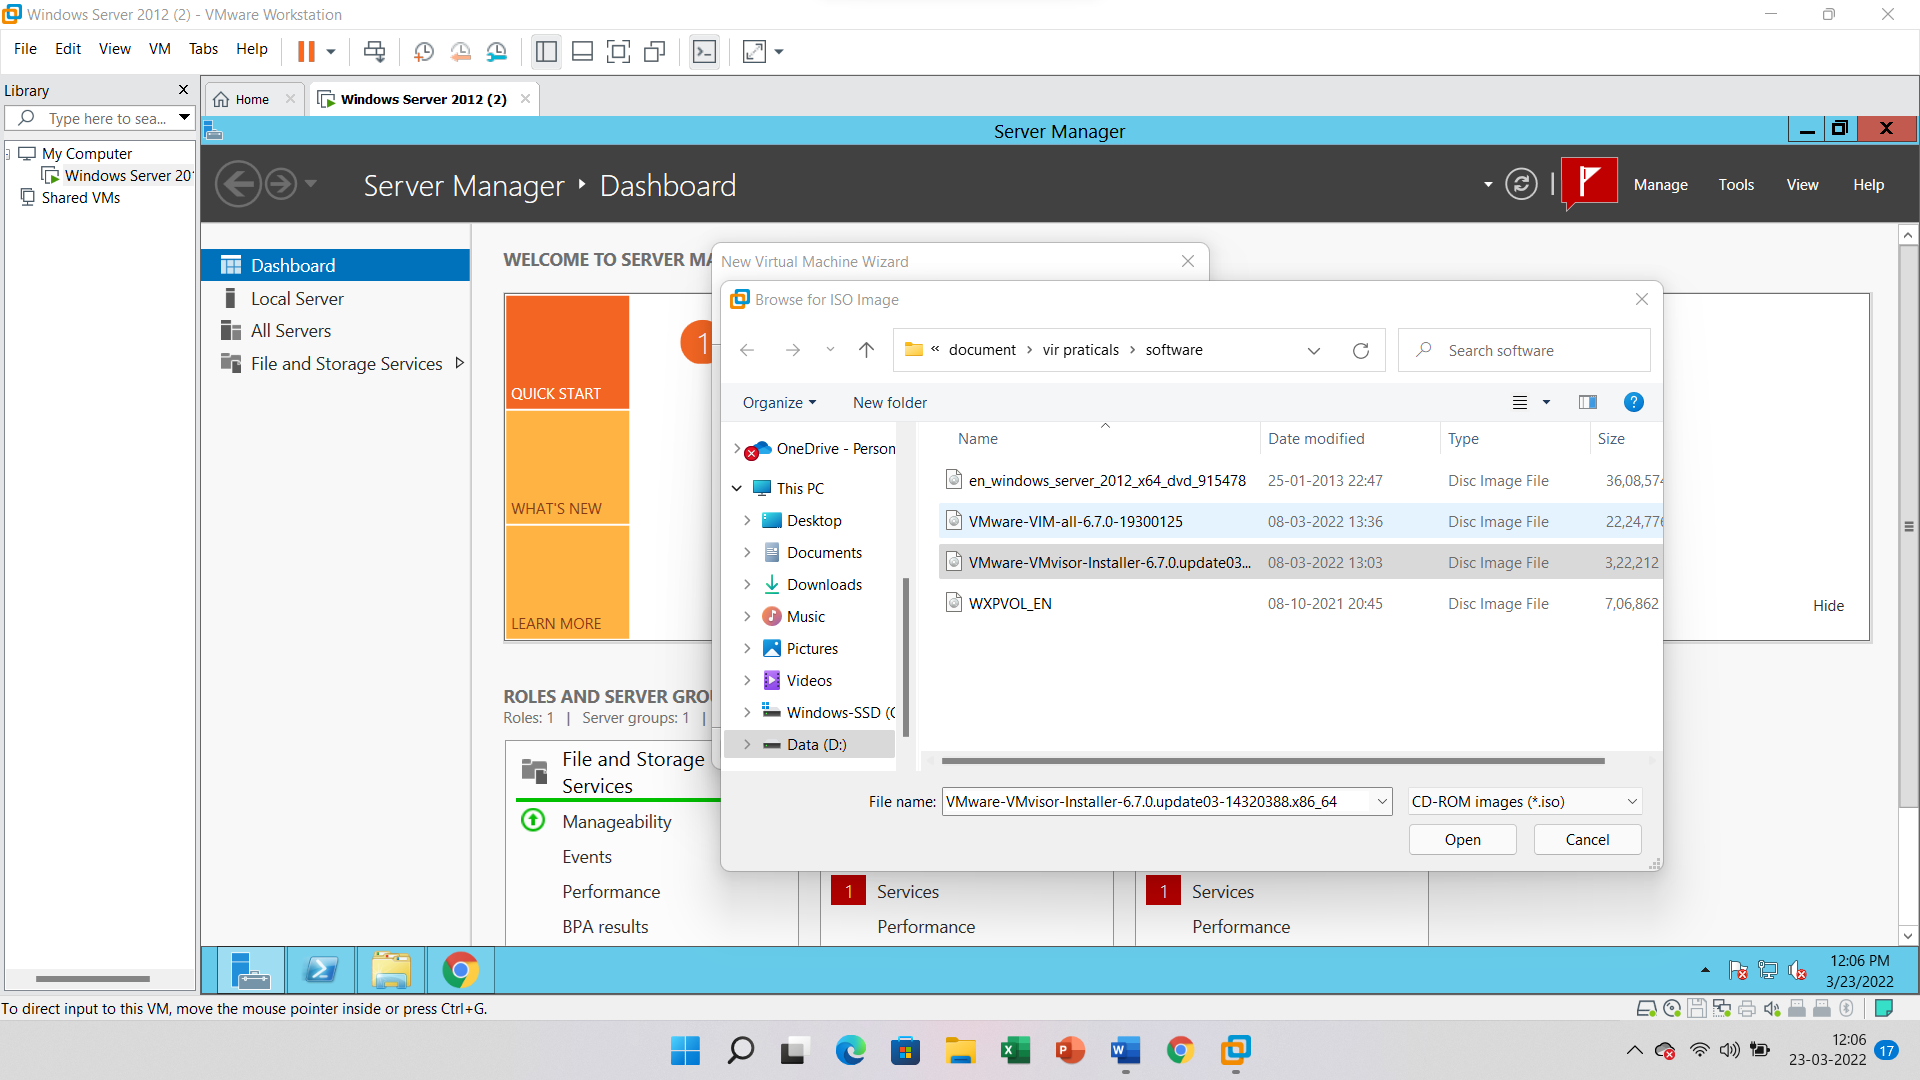 Windows Server 2012 (2) - VMware Workstation
File Edit View VM Tabs Help
Library
Type here to sea...
My Computer
Windows Server 201
Shared VMs
Home
Windows Server 2012 (2)
Server Manager
Server Manager Dashboard
Manage Tools View Help
Dashboard
Local Server
All Servers
File and Storage Services
WELCOME TO SERVER MA
QUICK START
WHAT'S NEW
LEARN MORE
1
Hide
New Virtual Machine Wizard
Browse for ISO Image
« document › vir praticals › software
Search software
Organize New folder
?
OneDrive - Person
This PC
Desktop
Documents
Downloads
Music
Pictures
Videos
Windows-SSD (C
Data (D:)
Name Date modified Type Size
en_windows_server_2012_x64_dvd_915478 25-01-2013 22:47 Disc Image File 36,08,574
VMware-VIM-all-6.7.0-19300125 08-03-2022 13:36 Disc Image File 22,24,776
VMware-VMvisor-Installer-6.7.0.update03... 08-03-2022 13:03 Disc Image File 3,22,212
WXPVOL_EN 08-10-2021 20:45 Disc Image File 7,06,862
File name: VMware-VMvisor-Installer-6.7.0.update03-14320388.x86_64 CD-ROM images (*.iso)
Open Cancel
ROLES AND SERVER GROU
Roles: 1 | Server groups: 1 |
File and Storage
Services
Manageability
Events
Performance
BPA results
1 Services
Performance
1 Services
Performance
12:06 PM
3/23/2022
To direct input to this VM, move the mouse pointer inside or press Ctrl+G.
12:06
23-03-2022
17